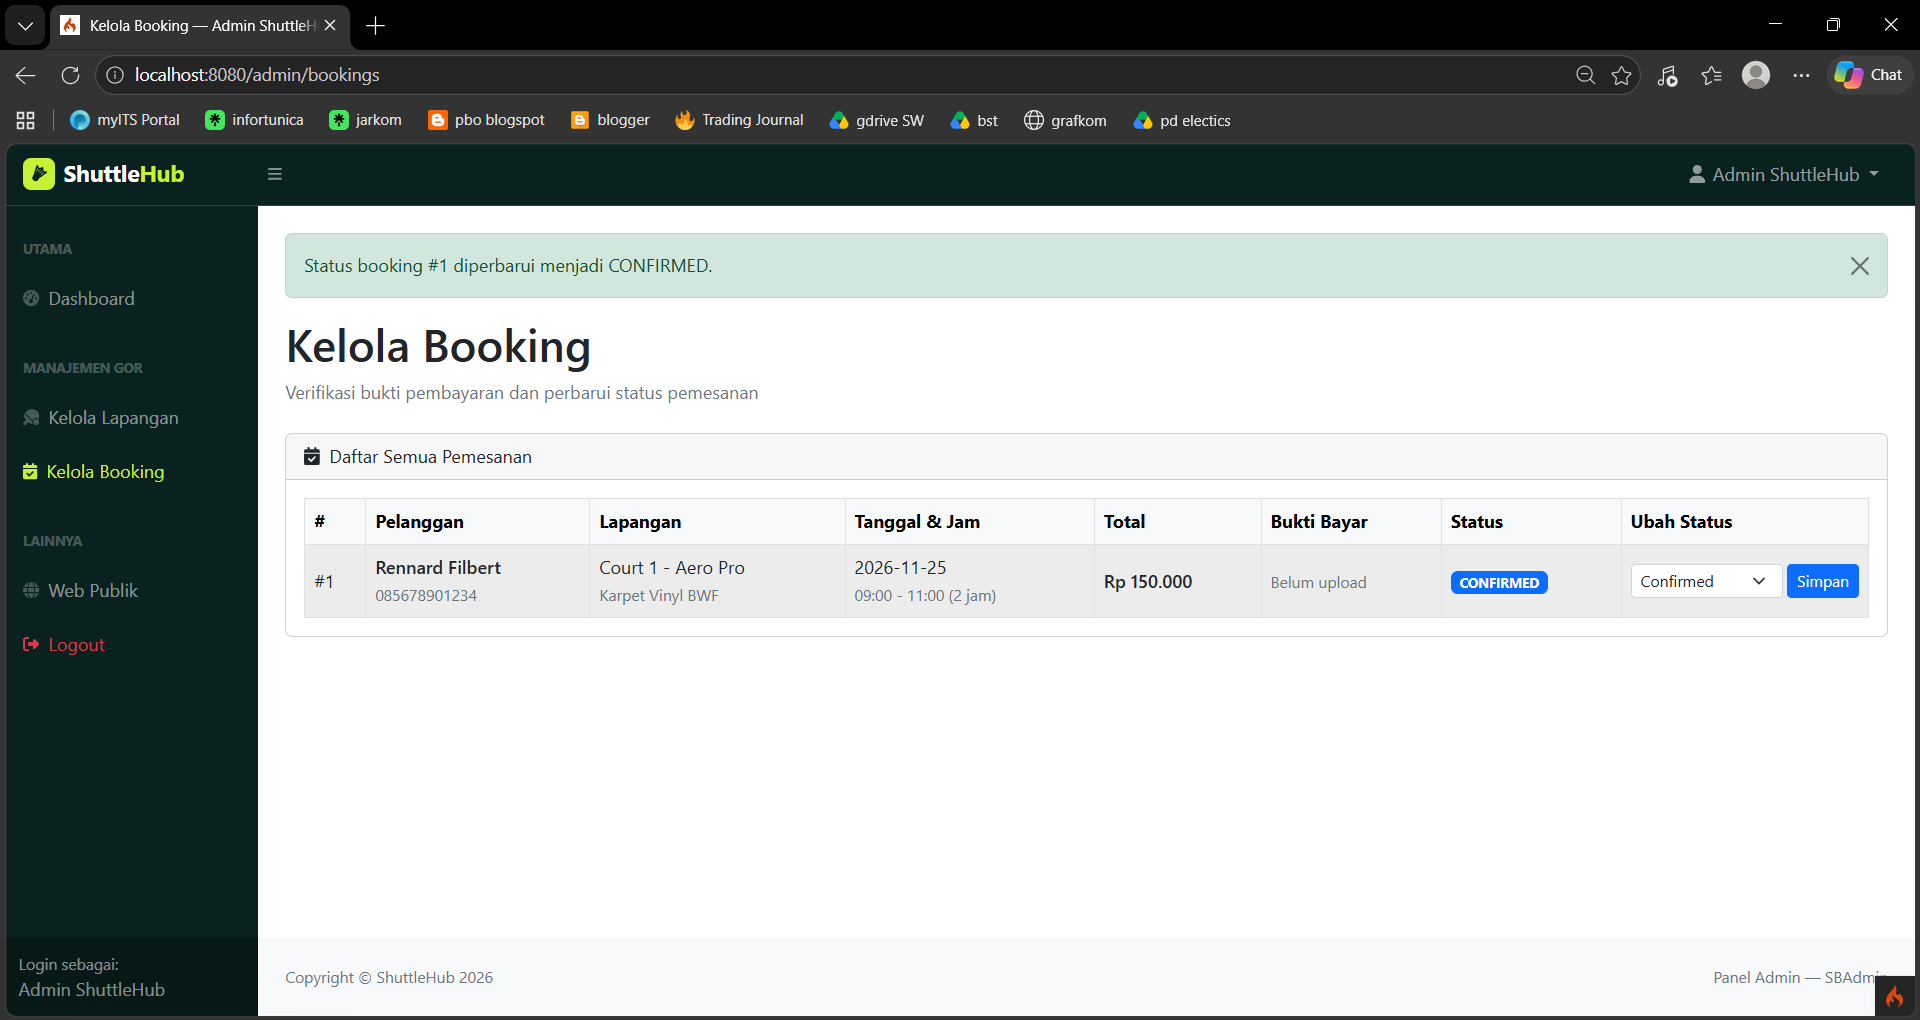 Kelola Booking — Admin ShuttleH
localhost:8080/admin/bookings
Chat
myITS Portal
infortunica
jarkom
pbo blogspot
blogger
Trading Journal
gdrive SW
bst
grafkom
pd electics
ShuttleHub
Admin ShuttleHub
UTAMA
Dashboard
MANAJEMEN GOR
Kelola Lapangan
Kelola Booking
LAINNYA
Web Publik
Logout
Login sebagai:
Admin ShuttleHub
Status booking #1 diperbarui menjadi CONFIRMED.
Kelola Booking
Verifikasi bukti pembayaran dan perbarui status pemesanan
Daftar Semua Pemesanan
# Pelanggan Lapangan Tanggal & Jam Total Bukti Bayar Status Ubah Status
#1 Rennard Filbert Court 1 - Aero Pro 2026-11-25 Rp 150.000 Belum upload CONFIRMED Confirmed Simpan
085678901234 Karpet Vinyl BWF 09:00 - 11:00 (2 jam)
Copyright © ShuttleHub 2026
Panel Admin — SBAdmi